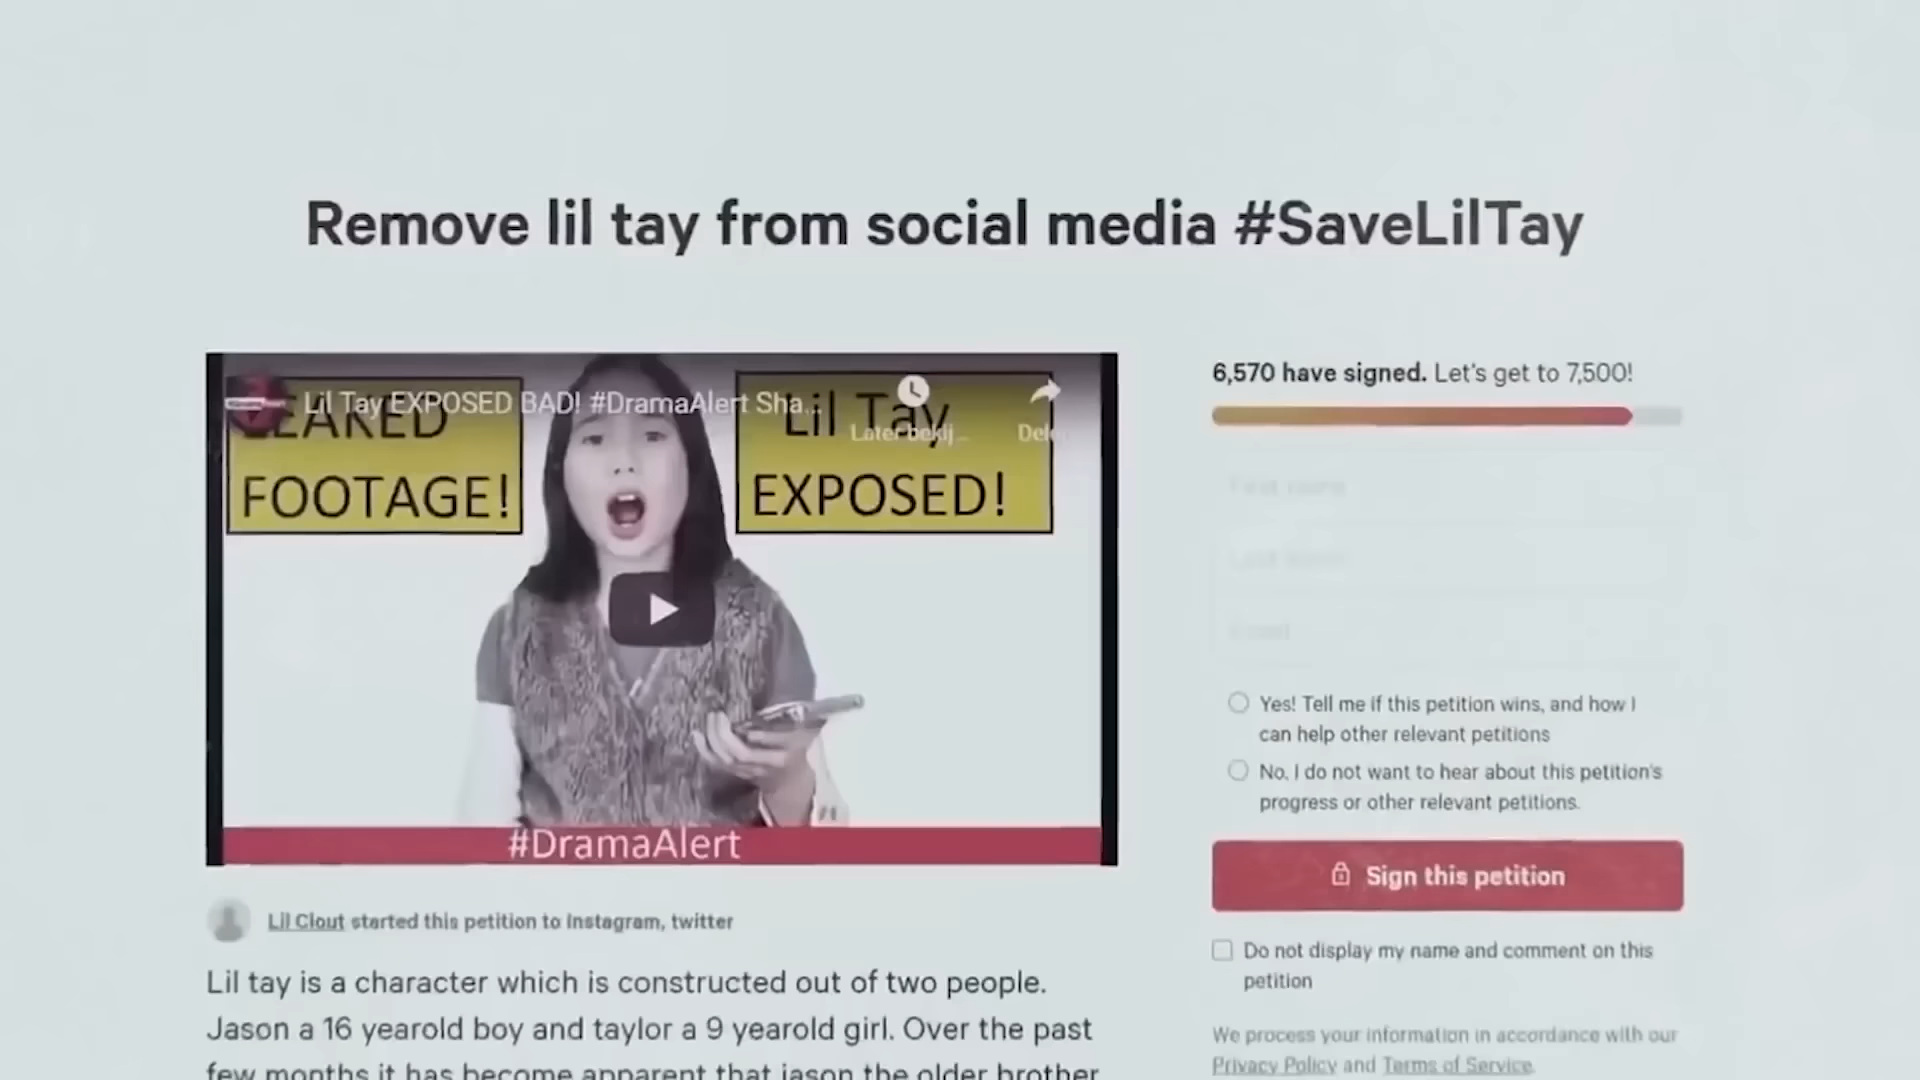 Remove lil tay from social media #SaveLilTay
Lil Tay EXPOSED BAD! #DramaAlert Sha...
LEAKED
FOOTAGE!
Lil Tay
EXPOSED!
#DramaAlert
6,570 have signed. Let's get to 7,500!
First name
Last name
Email
Yes! Tell me if this petition wins, and how I
can help other relevant petitions
No, I do not want to hear about this petition's
progress or other relevant petitions.
Sign this petition
Do not display my name and comment on this
petition
We process your information in accordance with our
Privacy Policy and Terms of Service.
Lil Clout started this petition to Instagram, twitter
Lil tay is a character which is constructed out of two people.
Jason a 16 yearold boy and taylor a 9 yearold girl. Over the past
few months it has become apparent that jason the older brother